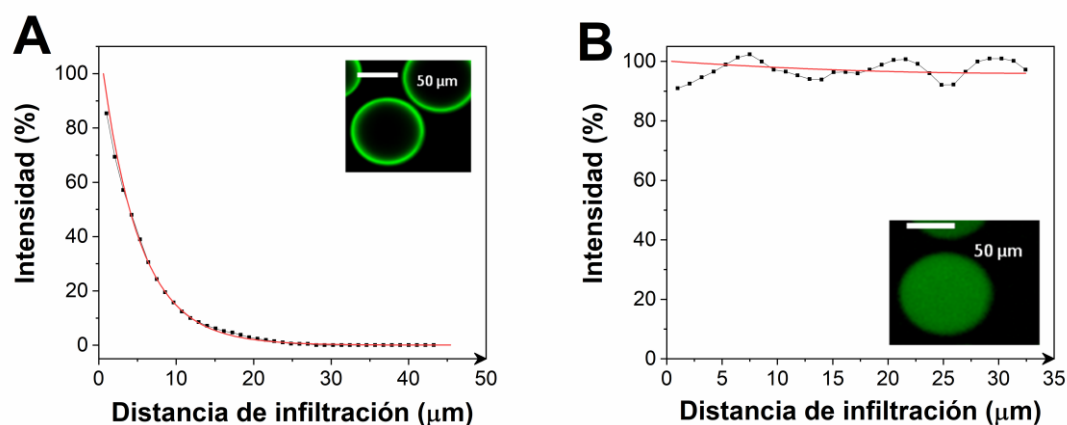 A
Intensidad (%)
100
80
60
40
20
0
0 10 20 30 40 50
Distancia de infiltración (μm)
50 μm
B
Intensidad (%)
100
80
60
40
20
0
0 5 10 15 20 25 30 35
Distancia de infiltración (μm)
50 μm